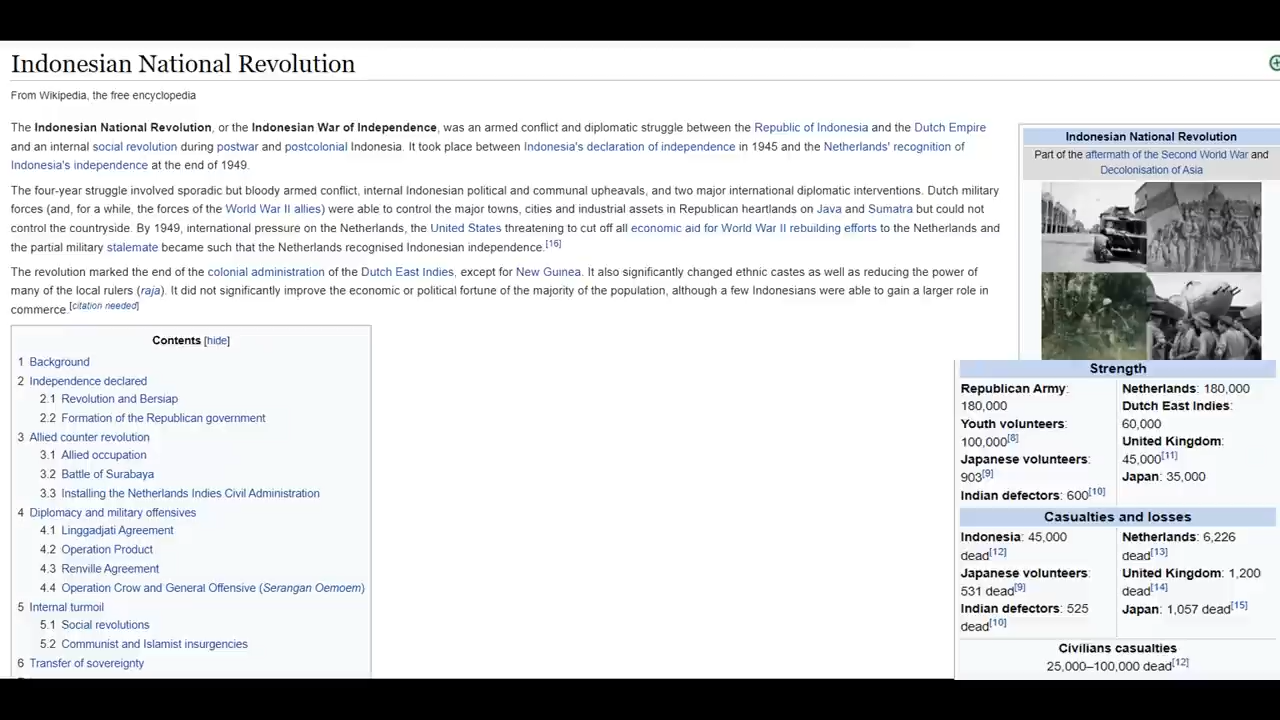 Indonesian National Revolution
From Wikipedia, the free encyclopedia
The Indonesian National Revolution, or the Indonesian War of Independence, was an armed conflict and diplomatic struggle between the Republic of Indonesia and the Dutch Empire
and an internal social revolution during postwar and postcolonial Indonesia. It took place between Indonesia's declaration of independence in 1945 and the Netherlands' recognition of
Indonesia's independence at the end of 1949.
The four-year struggle involved sporadic but bloody armed conflict, internal Indonesian political and communal upheavals, and two major international diplomatic interventions. Dutch military
forces (and, for a while, the forces of the World War II allies) were able to control the major towns, cities and industrial assets in Republican heartlands on Java and Sumatra but could not
control the countryside. By 1949, international pressure on the Netherlands, the United States threatening to cut off all economic aid for World War II rebuilding efforts to the Netherlands and
the partial military stalemate became such that the Netherlands recognised Indonesian independence.[16]
The revolution marked the end of the colonial administration of the Dutch East Indies, except for New Guinea. It also significantly changed ethnic castes as well as reducing the power of
many of the local rulers (raja). It did not significantly improve the economic or political fortune of the majority of the population, although a few Indonesians were able to gain a larger role in
commerce.[citation needed]
Contents [hide]
1 Background
2 Independence declared
2.1 Revolution and Bersiap
2.2 Formation of the Republican government
3 Allied counter revolution
3.1 Allied occupation
3.2 Battle of Surabaya
3.3 Installing the Netherlands Indies Civil Administration
4 Diplomacy and military offensives
4.1 Linggadjati Agreement
4.2 Operation Product
4.3 Renville Agreement
4.4 Operation Crow and General Offensive (Serangan Oemoem)
5 Internal turmoil
5.1 Social revolutions
5.2 Communist and Islamist insurgencies
6 Transfer of sovereignty
Indonesian National Revolution
Part of the aftermath of the Second World War and
Decolonisation of Asia
Strength
Republican Army:
180,000
Youth volunteers:
100,000[8]
Japanese volunteers:
903[9]
Indian defectors: 600[10]
Netherlands: 180,000
Dutch East Indies:
60,000
United Kingdom:
45,000[11]
Japan: 35,000
Casualties and losses
Indonesia: 45,000
dead[12]
Japanese volunteers:
531 dead[9]
Indian defectors: 525
dead[10]
Netherlands: 6,226
dead[13]
United Kingdom: 1,200
dead[14]
Japan: 1,057 dead[15]
Civilians casualties
25,000–100,000 dead[12]